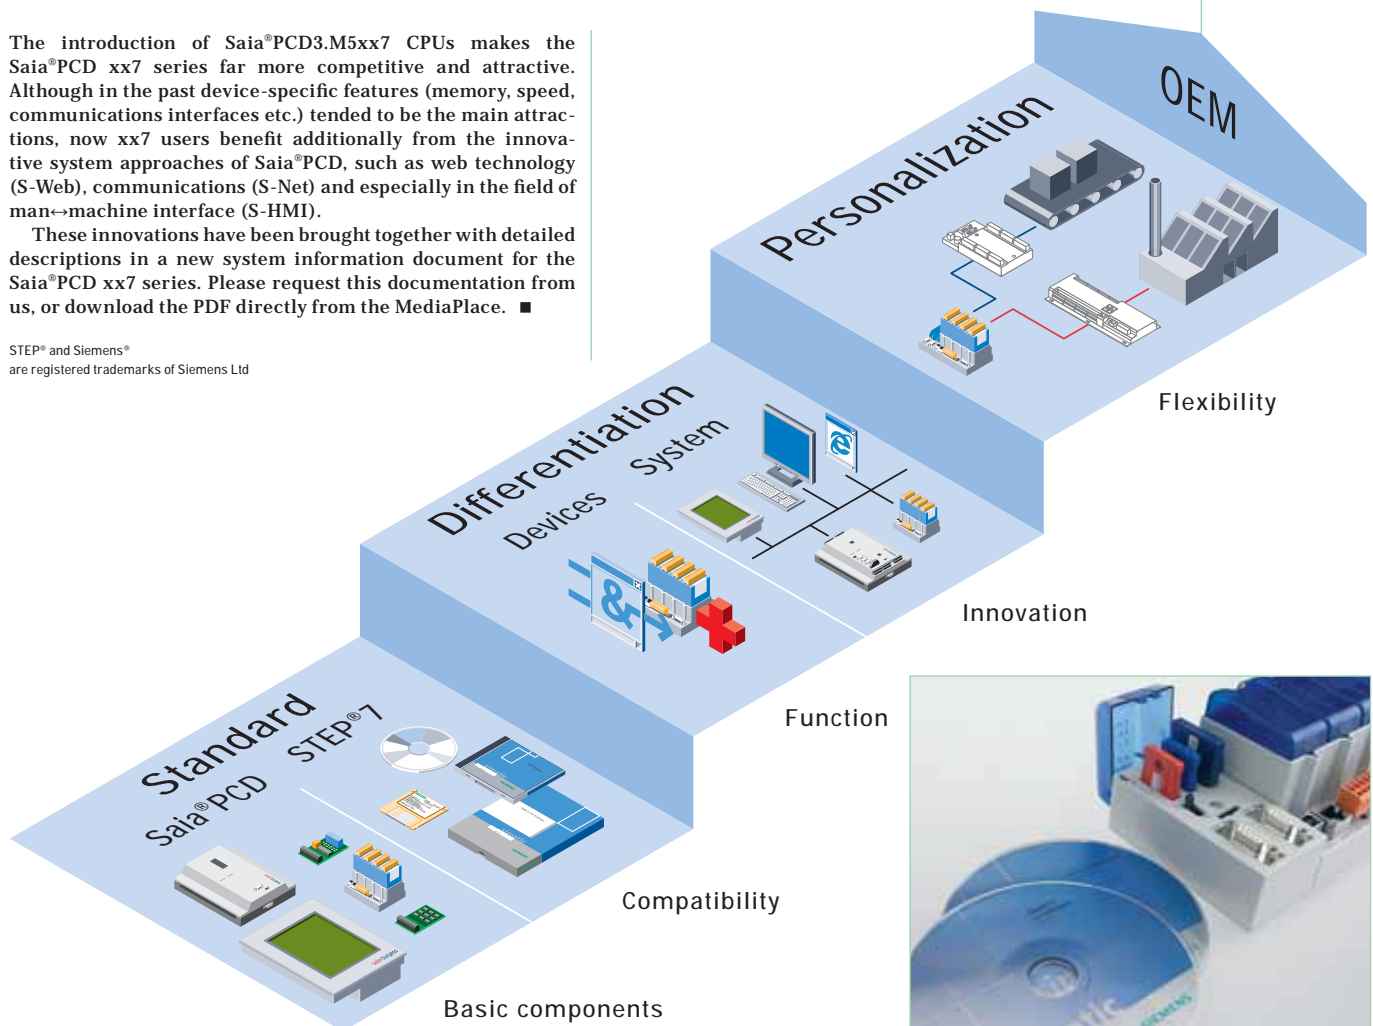 The introduction of Saia®PCD3.M5xx7 CPUs makes the
Saia®PCD xx7 series far more competitive and attractive.
Although in the past device-specific features (memory, speed,
communications interfaces etc.) tended to be the main attrac-
tions, now xx7 users benefit additionally from the innova-
tive system approaches of Saia®PCD, such as web technology
(S-Web), communications (S-Net) and especially in the field of
man↔machine interface (S-HMI).
These innovations have been brought together with detailed
descriptions in a new system information document for the
Saia®PCD xx7 series. Please request this documentation from
us, or download the PDF directly from the MediaPlace. ■
STEP® and Siemens®
are registered trademarks of Siemens Ltd
OEM
Personalization
Flexibility
Differentiation
Devices
System
&
Innovation
Function
Standard
Saia®PCD
STEP®7
Compatibility
Basic components
SIEMENS